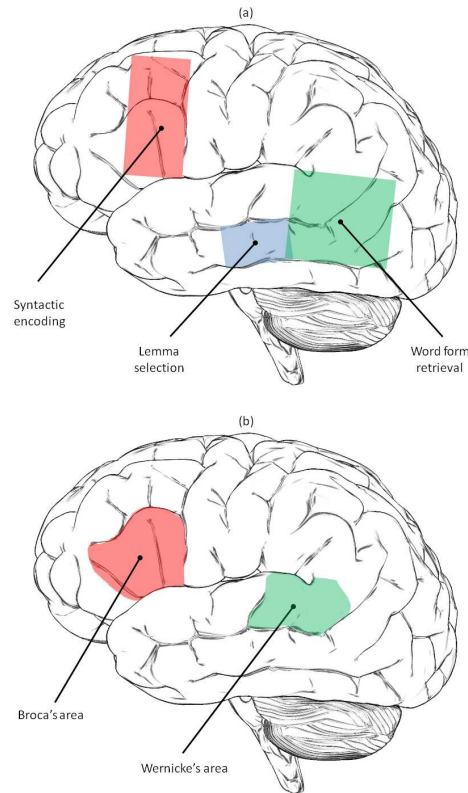 (a)
Syntactic
encoding
Lemma
selection
Word form
retrieval
(b)
Broca's area
Wernicke's area